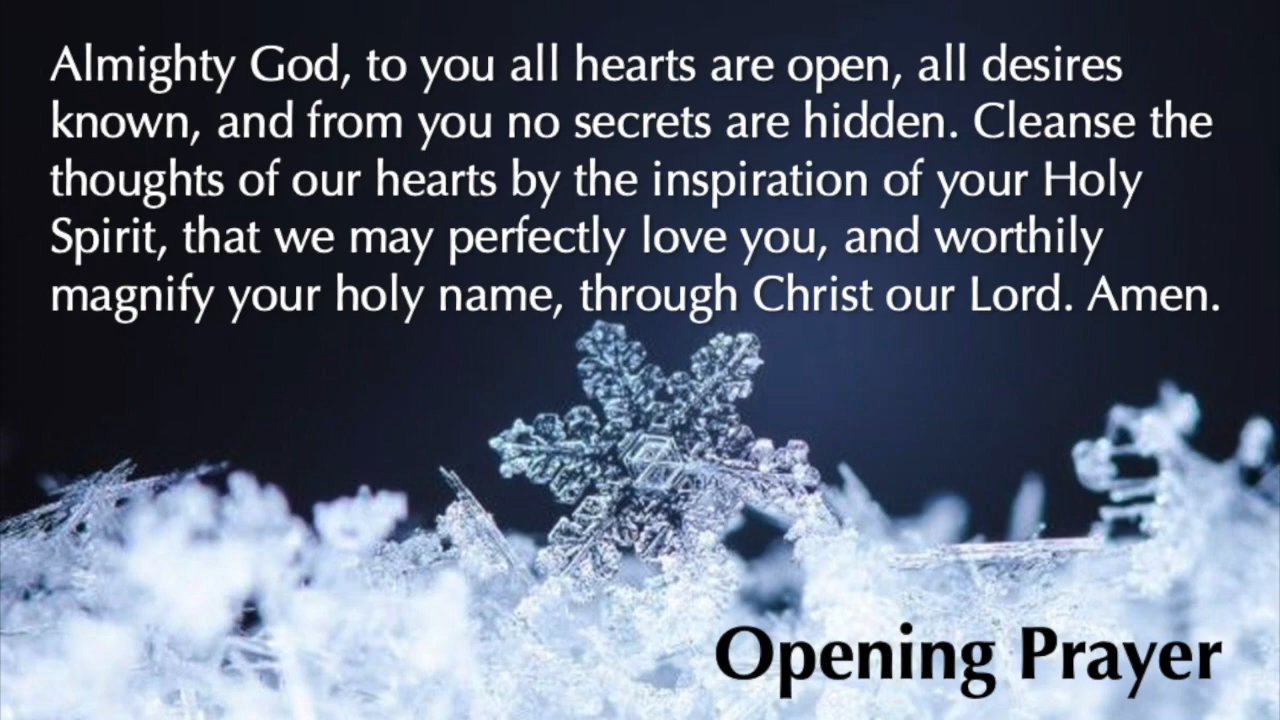 Almighty God, to you all hearts are open, all desires
known, and from you no secrets are hidden. Cleanse the
thoughts of our hearts by the inspiration of your Holy
Spirit, that we may perfectly love you, and worthily
magnify your holy name, through Christ our Lord. Amen.
Opening Prayer